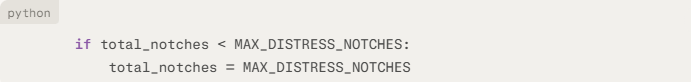 python
if total_notches < MAX_DISTRESS_NOTCHES:
total_notches = MAX_DISTRESS_NOTCHES